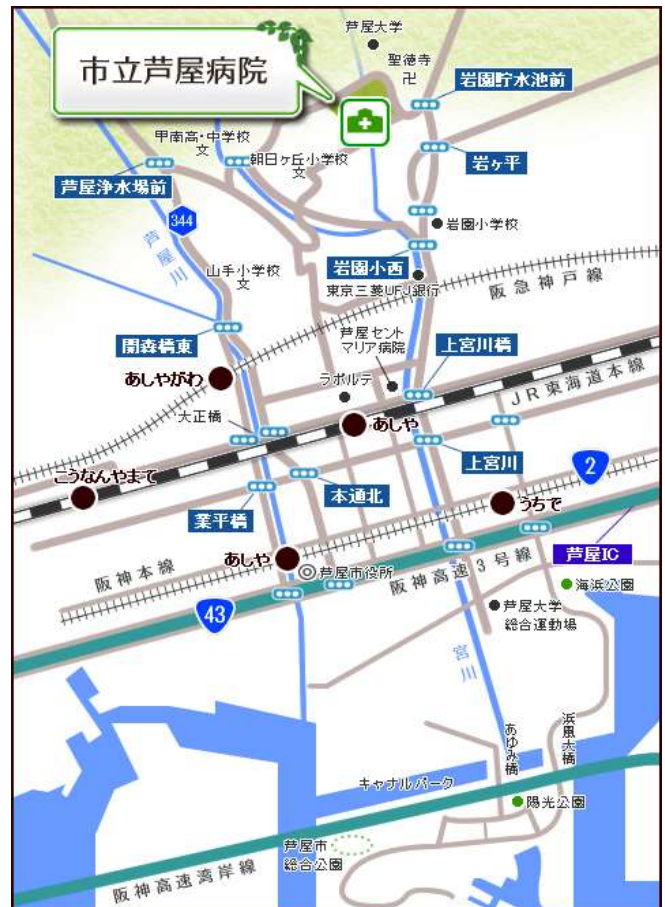 芦屋大学
聖徳寺
卍
市立芦屋病院
岩園貯水池前
甲南高・中学校
文
朝日ヶ丘小学校
文
岩ヶ平
芦屋浄水場前
344
芦屋川
岩園小学校
山手小学校
文
岩園小西
東京三菱UFJ銀行
阪急神戸線
開森橋東
芦屋セント
マリア病院
上宮川橋
あしやがわ
ラポルテ
JR東海道本線
大正橋
あしや
こうなんやまて
上宮川
2
本通北
業平橋
うちで
あしや
芦屋市役所
阪神本線
阪神高速3号線
芦屋IC
海浜公園
43
芦屋大学
総合運動場
宮川
あゆみ橋
浜風大橋
キャナルパーク
陽光公園
芦屋市
総合公園
阪神高速湾岸線